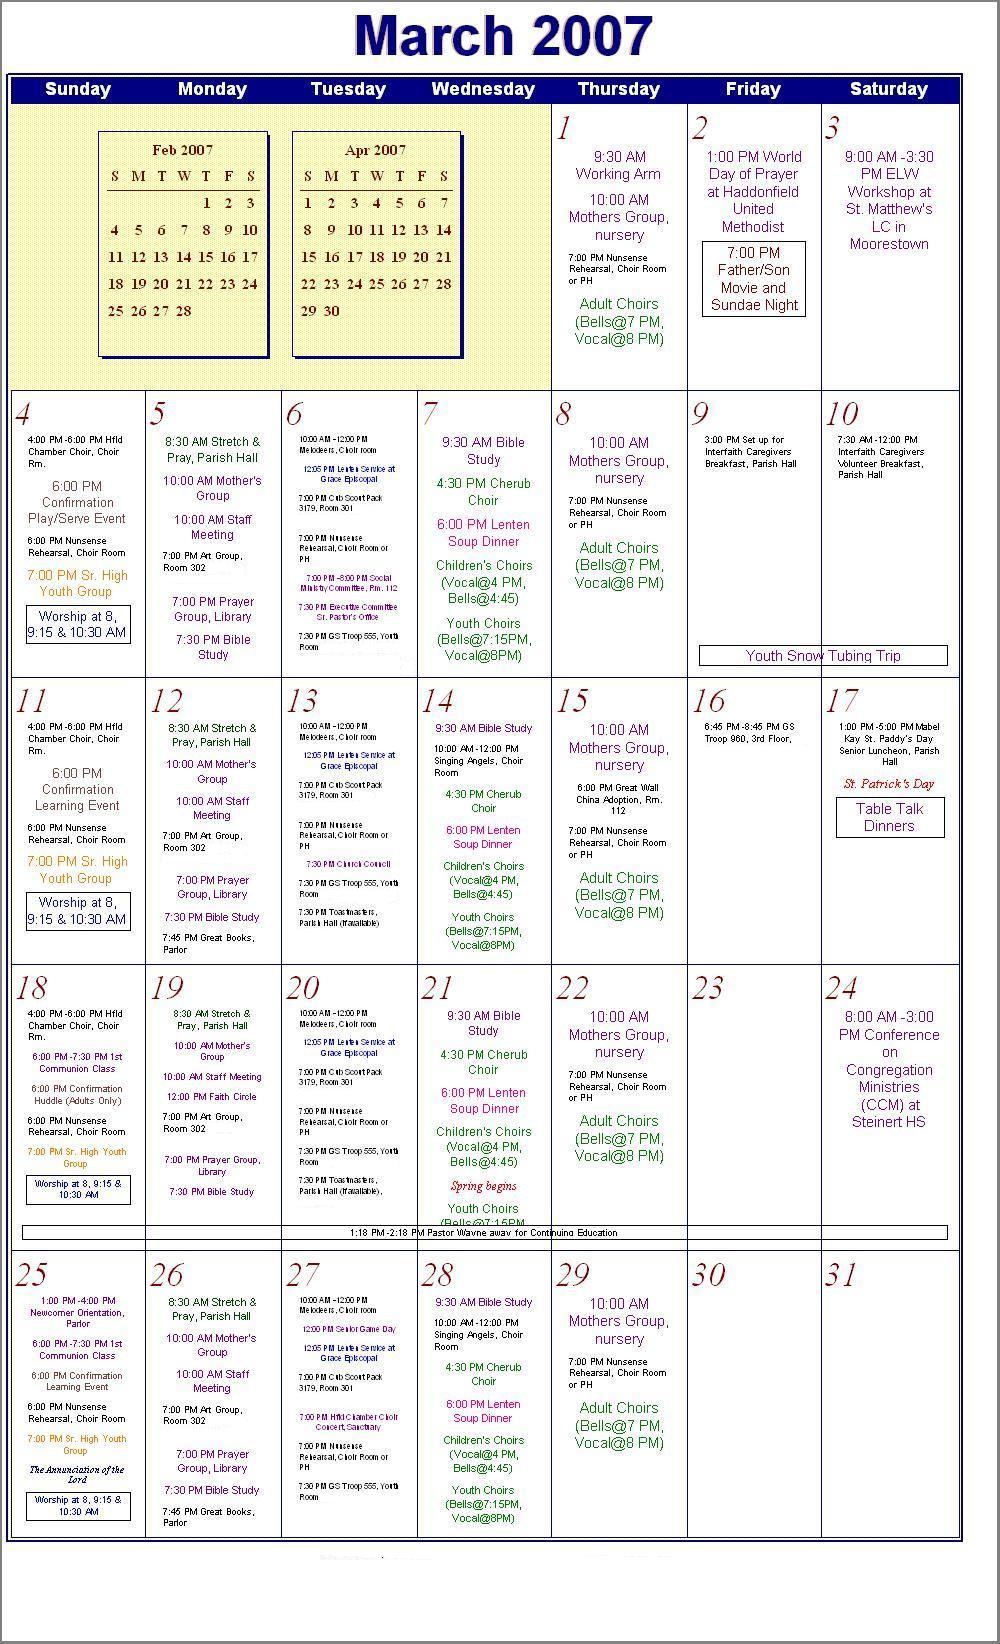 March 2007
Sunday Monday Tuesday Wednesday Thursday Friday Saturday
Feb 2007
S M T W T F S
1 2 3
4 5 6 7 8 9 10
11 12 13 14 15 16 17
18 19 20 21 22 23 24
25 26 27 28
Apr 2007
S M T W T F S
1 2 3 4 5 6 7
8 9 10 11 12 13 14
15 16 17 18 19 20 21
22 23 24 25 26 27 28
29 30
1
9:30 AM
Working Arm
10:00 AM
Mothers Group,
nursery
7:00 PM Nunsense
Rehearsal, Choir Room
or PH
Adult Choirs
(Bells@7 PM,
Vocal@8 PM)
2
1:00 PM World
Day of Prayer
at Haddonfield
United
Methodist
7:00 PM
Father/Son
Movie and
Sundae Night
3
9:00 AM -3:30
PM ELW
Workshop at
St. Matthew's
LC in
Moorestown
4
4:00 PM -6:00 PM Hfld
Chamber Choir, Choir
Rm.
6:00 PM
Confirmation
Play/Serve Event
6:00 PM Nunsense
Rehearsal, Choir Room
7:00 PM Sr. High
Youth Group
Worship at 8,
9:15 & 10:30 AM
5
8:30 AM Stretch &
Pray, Parish Hall
10:00 AM Mother's
Group
10:00 AM Staff
Meeting
7:00 PM Art Group,
Room 302
7:00 PM Prayer
Group, Library
7:30 PM Bible
Study
6
10:00 AM -12:00 PM
Melodeers, Choir room
12:05 PM Lenten Service at
Grace Episcopal
7:00 PM Cub Scout Pack
3179, Room 301
7:00 PM Nunsense
Rehearsal, Choir Room or
PH
7:00 PM -8:00 PM Social
Ministry Committee, Rm. 112
7:30 PM Executive Committee
Sr. Pastor's Office
7:30 PM GS Troop 555, Youth
Room
7
9:30 AM Bible
Study
4:30 PM Cherub
Choir
6:00 PM Lenten
Soup Dinner
Children's Choirs
(Vocal@4 PM,
Bells@4:45)
Youth Choirs
(Bells@7:15PM,
Vocal@8PM)
8
10:00 AM
Mothers Group,
nursery
7:00 PM Nunsense
Rehearsal, Choir Room
or PH
Adult Choirs
(Bells@7 PM,
Vocal@8 PM)
9
3:00 PM Set up for
Interfaith Caregivers
Breakfast, Parish Hall
10
7:30 AM -12:00 PM
Interfaith Caregivers
Volunteer Breakfast,
Parish Hall
Youth Snow Tubing Trip
11
4:00 PM -6:00 PM Hfld
Chamber Choir, Choir
Rm.
6:00 PM
Confirmation
Learning Event
6:00 PM Nunsense
Rehearsal, Choir Room
7:00 PM Sr. High
Youth Group
Worship at 8,
9:15 & 10:30 AM
12
8:30 AM Stretch &
Pray, Parish Hall
10:00 AM Mother's
Group
10:00 AM Staff
Meeting
7:00 PM Art Group,
Room 302
7:00 PM Prayer
Group, Library
7:30 PM Bible Study
7:45 PM Great Books,
Parlor
13
10:00 AM -12:00 PM
Melodeers, Choir room
12:05 PM Lenten Service at
Grace Episcopal
7:00 PM Cub Scout Pack
3179, Room 301
7:00 PM Nunsense
Rehearsal, Choir Room or
PH
7:30 PM Church Council
7:30 PM GS Troop 555, Youth
Room
7:30 PM Toastmasters,
Parish Hall (if available)
14
9:30 AM Bible Study
10:00 AM -12:00 PM
Singing Angels, Choir
Room
4:30 PM Cherub
Choir
6:00 PM Lenten
Soup Dinner
Children's Choirs
(Vocal@4 PM,
Bells@4:45)
Youth Choirs
(Bells@7:15PM,
Vocal@8PM)
15
10:00 AM
Mothers Group,
nursery
6:00 PM Great Wall
China Adoption, Rm.
112
7:00 PM Nunsense
Rehearsal, Choir Room
or PH
Adult Choirs
(Bells@7 PM,
Vocal@8 PM)
16
6:45 PM -8:45 PM GS
Troop 960, 3rd Floor,
17
1:00 PM -5:00 PM Mabel
Kay St. Paddy's Day
Senior Luncheon, Parish
Hall
St. Patrick's Day
Table Talk
Dinners
18
4:00 PM -6:00 PM Hfld
Chamber Choir, Choir
Rm.
6:00 PM -7:30 PM 1st
Communion Class
6:00 PM Confirmation
Huddle (Adults Only)
6:00 PM Nunsense
Rehearsal, Choir Room
7:00 PM Sr. High Youth
Group
Worship at 8, 9:15 &
10:30 AM
19
8:30 AM Stretch &
Pray, Parish Hall
10:00 AM Mother's
Group
10:00 AM Staff Meeting
12:00 PM Faith Circle
7:00 PM Art Group,
Room 302
7:00 PM Prayer Group,
Library
7:30 PM Bible Study
20
10:00 AM -12:00 PM
Melodeers, Choir room
12:05 PM Lenten Service at
Grace Episcopal
7:00 PM Cub Scout Pack
3179, Room 301
7:00 PM Nunsense
Rehearsal, Choir Room or
PH
7:30 PM GS Troop 555, Youth
Room
7:30 PM Toastmasters,
Parish Hall (if available),
21
9:30 AM Bible
Study
4:30 PM Cherub
Choir
6:00 PM Lenten
Soup Dinner
Children's Choirs
(Vocal@4 PM,
Bells@4:45)
Spring begins
Youth Choirs
(Bells@7:15PM
22
10:00 AM
Mothers Group,
nursery
7:00 PM Nunsense
Rehearsal, Choir Room
or PH
Adult Choirs
(Bells@7 PM,
Vocal@8 PM)
23
24
8:00 AM -3:00
PM Conference
on
Congregation
Ministries
(CCM) at
Steinert HS
1:18 PM -2:18 PM Pastor Wayne away for Continuing Education
25
1:00 PM -4:00 PM
Newcomer Orientation,
Parlor
6:00 PM -7:30 PM 1st
Communion Class
6:00 PM Confirmation
Learning Event
6:00 PM Nunsense
Rehearsal, Choir Room
7:00 PM Sr. High Youth
Group
The Annunciation of the
Lord
Worship at 8, 9:15 &
10:30 AM
26
8:30 AM Stretch &
Pray, Parish Hall
10:00 AM Mother's
Group
10:00 AM Staff
Meeting
7:00 PM Art Group,
Room 302
7:00 PM Prayer
Group, Library
7:30 PM Bible Study
7:45 PM Great Books,
Parlor
27
10:00 AM -12:00 PM
Melodeers, Choir room
12:00 PM Senior Game Day
12:05 PM Lenten Service at
Grace Episcopal
7:00 PM Cub Scout Pack
3179, Room 301
7:00 PM Hfld Chamber Choir
Concert, Sanctuary
7:00 PM Nunsense
Rehearsal, Choir Room or
PH
7:30 PM GS Troop 555, Youth
Room
28
9:30 AM Bible Study
10:00 AM -12:00 PM
Singing Angels, Choir
Room
4:30 PM Cherub
Choir
6:00 PM Lenten
Soup Dinner
Children's Choirs
(Vocal@4 PM,
Bells@4:45)
Youth Choirs
(Bells@7:15PM,
Vocal@8PM)
29
10:00 AM
Mothers Group,
nursery
7:00 PM Nunsense
Rehearsal, Choir Room
or PH
Adult Choirs
(Bells@7 PM,
Vocal@8 PM)
30
31